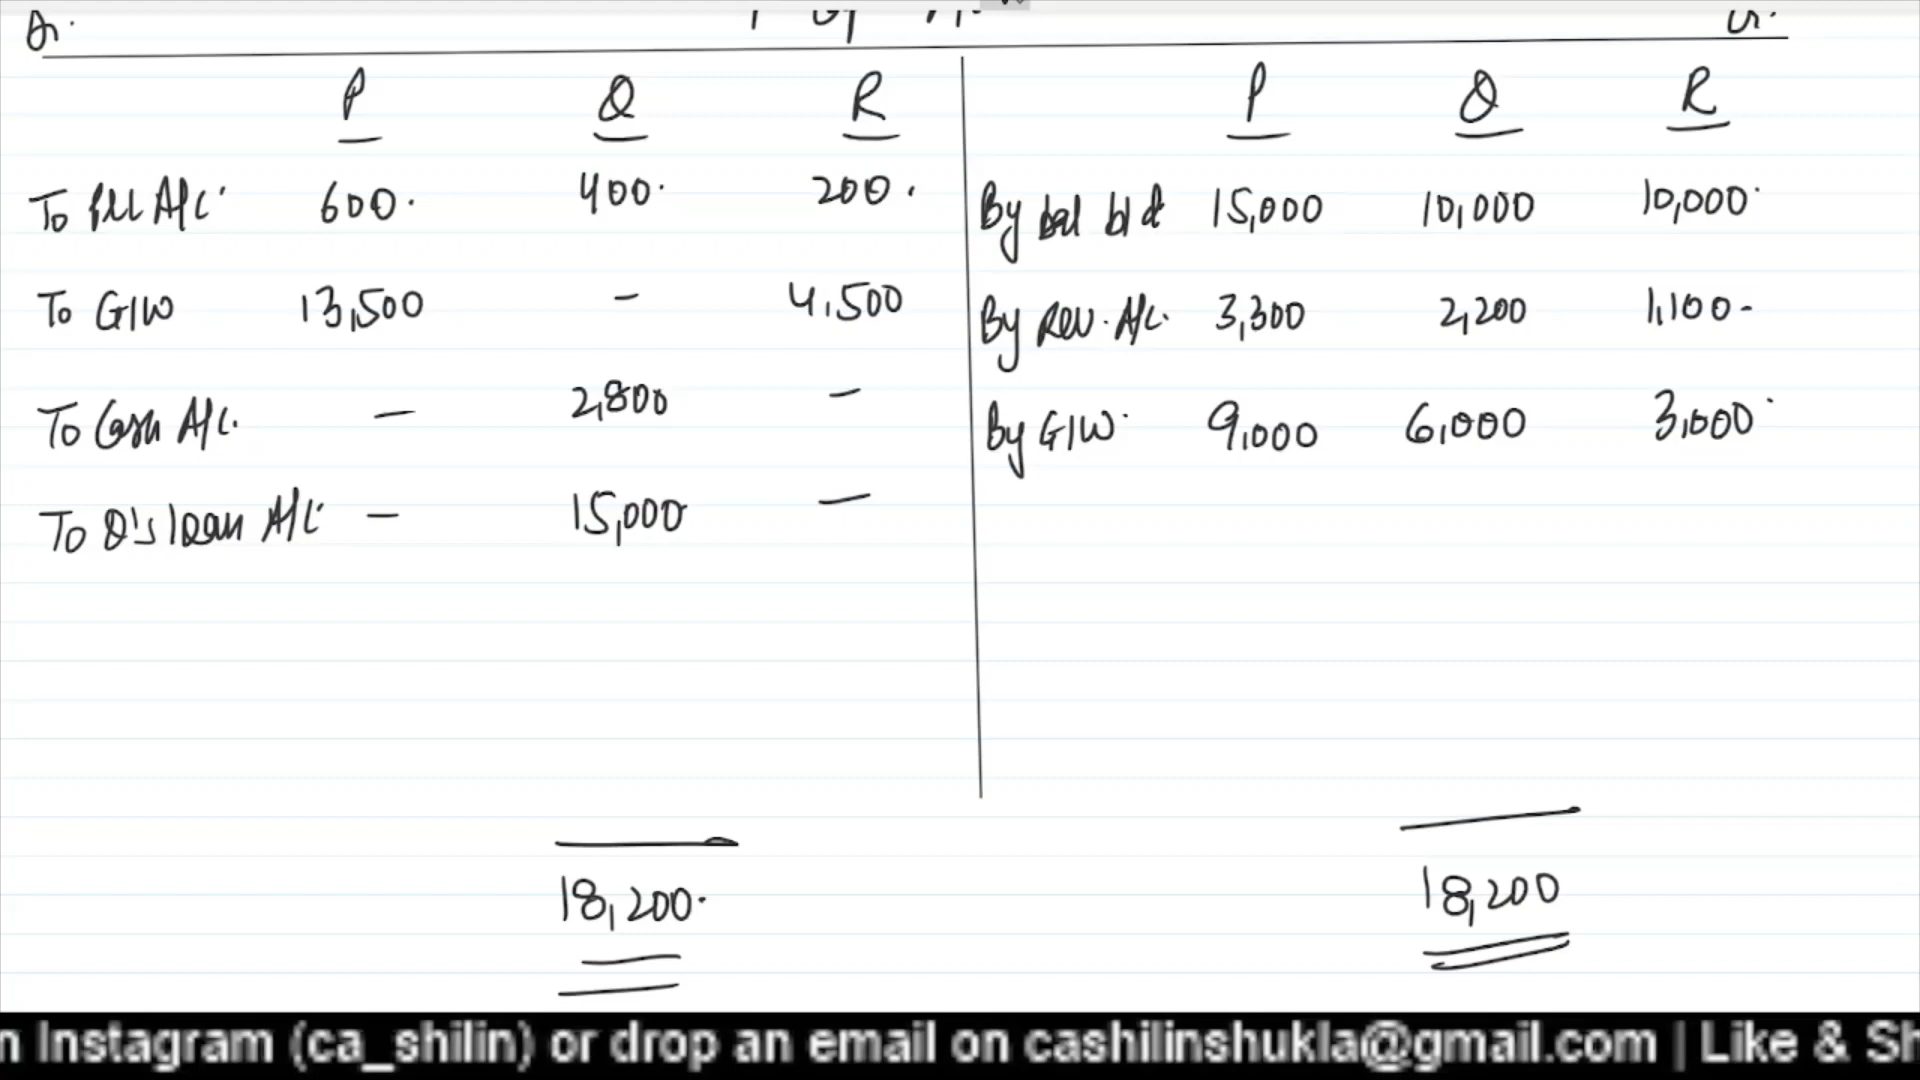 Dr. Cr.
P Q R P Q R
To P&L A/c 600. 400. 200. By bal b/d 15,000 10,000 10,000
To G/W 13,500 - 4,500 By Rev. A/c. 3,300 2,200 1,100-
To Cash A/c. - 2,800 - By G/W 9,000 6,000 3,000
To Q's loan A/c - 15,000 -
18,200. 18,200
n Instagram (ca_shilin) or drop an email on cashilinshukla@gmail.com | Like & Sh